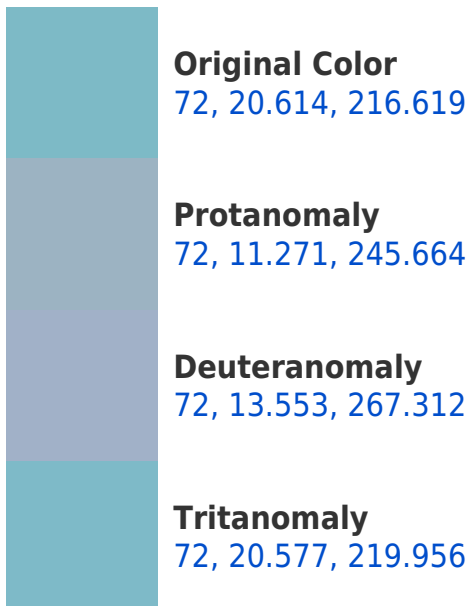 Original Color
72, 20.614, 216.619
Protanomaly
72, 11.271, 245.664
Deuteranomaly
72, 13.553, 267.312
Tritanomaly
72, 20.577, 219.956